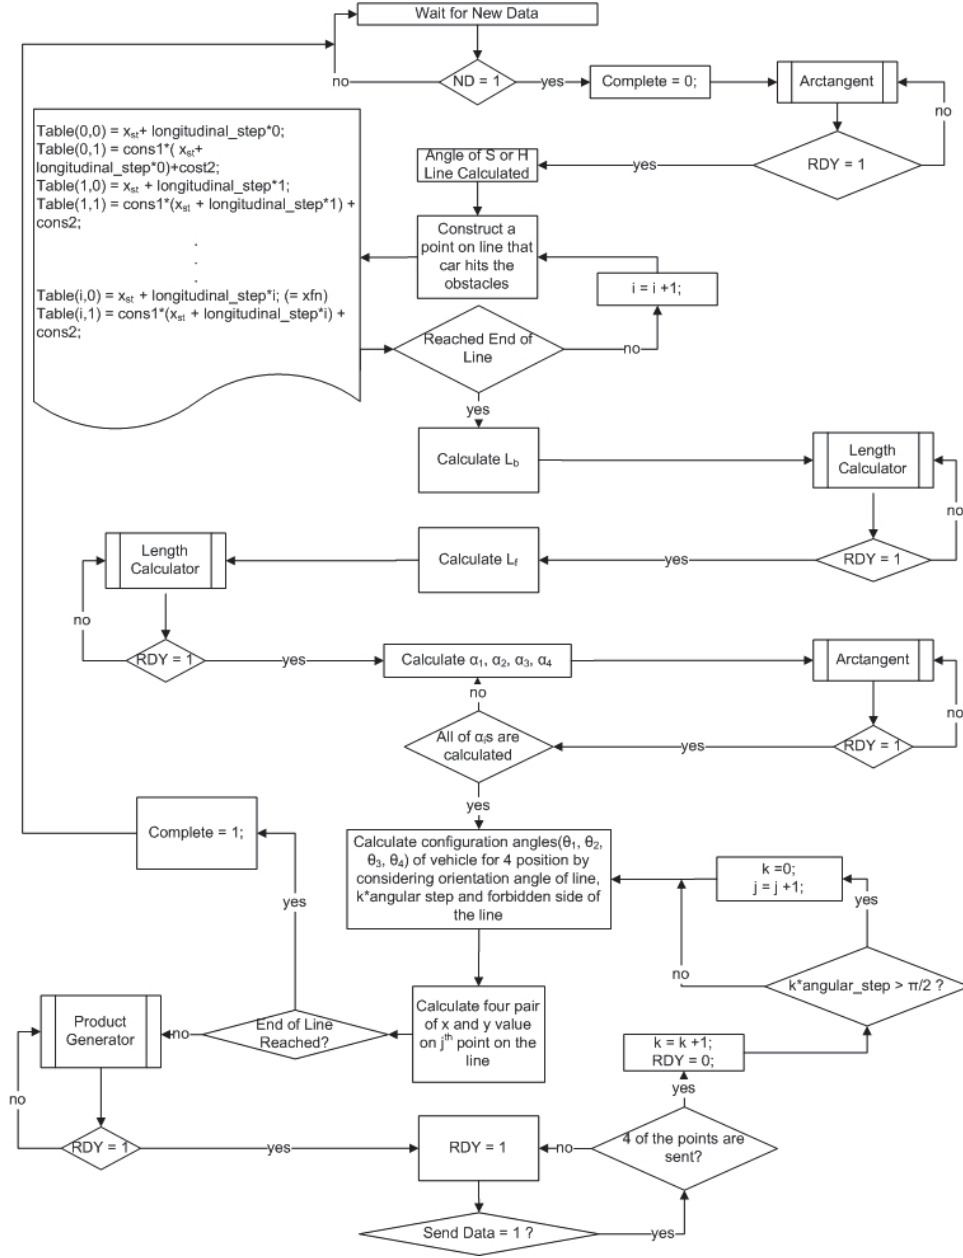 Wait for New Data
no
ND = 1
yes
Complete = 0;
Arctangent
no
Table(0,0) = xst+ longitudinal_step*0;
Table(0,1) = cons1*( xst+
longitudinal_step*0)+cost2;
Table(1,0) = xst + longitudinal_step*1;
Table(1,1) = cons1*(xst + longitudinal_step*1) +
cons2;
.
.
.
Table(i,0) = xst + longitudinal_step*i; (= xfn)
Table(i,1) = cons1*(xst + longitudinal_step*i) +
cons2;
Angle of S or H
Line Calculated
yes
RDY = 1
Construct a
point on line that
car hits the
obstacles
i = i +1;
Reached End of
Line
no
yes
Calculate Lb
Length
Calculator
no
Length
Calculator
Calculate Lf
yes
RDY = 1
no
RDY = 1
yes
Calculate α1, α2, α3, α4
Arctangent
no
no
All of αis are
calculated
yes
RDY = 1
yes
Complete = 1;
Calculate configuration angles(θ1, θ2,
θ3, θ4) of vehicle for 4 position by
considering orientation angle of line,
k*angular step and forbidden side of
the line
k =0;
j = j +1;
yes
yes
no
k*angular_step > π/2 ?
Product
Generator
no
End of Line
Reached?
Calculate four pair
of x and y value
on jth point on the
line
k = k +1;
RDY = 0;
yes
no
RDY = 1
yes
RDY = 1
no
4 of the points are
sent?
Send Data = 1 ?
yes